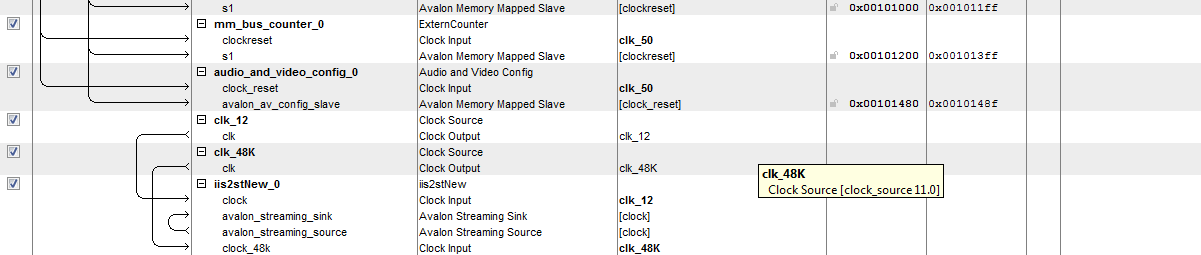 s1 Avalon Memory Mapped Slave [clockreset] 0x00101000 0x001011ff
mm_bus_counter_0 ExternCounter
clockreset Clock Input clk_50
s1 Avalon Memory Mapped Slave [clockreset] 0x00101200 0x001013ff
audio_and_video_config_0 Audio and Video Config
clock_reset Clock Input clk_50
avalon_av_config_slave Avalon Memory Mapped Slave [clock_reset] 0x00101480 0x0010148f
clk_12 Clock Source
clk Clock Output clk_12
clk_48K Clock Source
clk Clock Output clk_48K
clk_48K
Clock Source [clock_source 11.0]
iis2stNew_0 iis2stNew
clock Clock Input clk_12
avalon_streaming_sink Avalon Streaming Sink [clock]
avalon_streaming_source Avalon Streaming Source [clock]
clock_48k Clock Input clk_48K